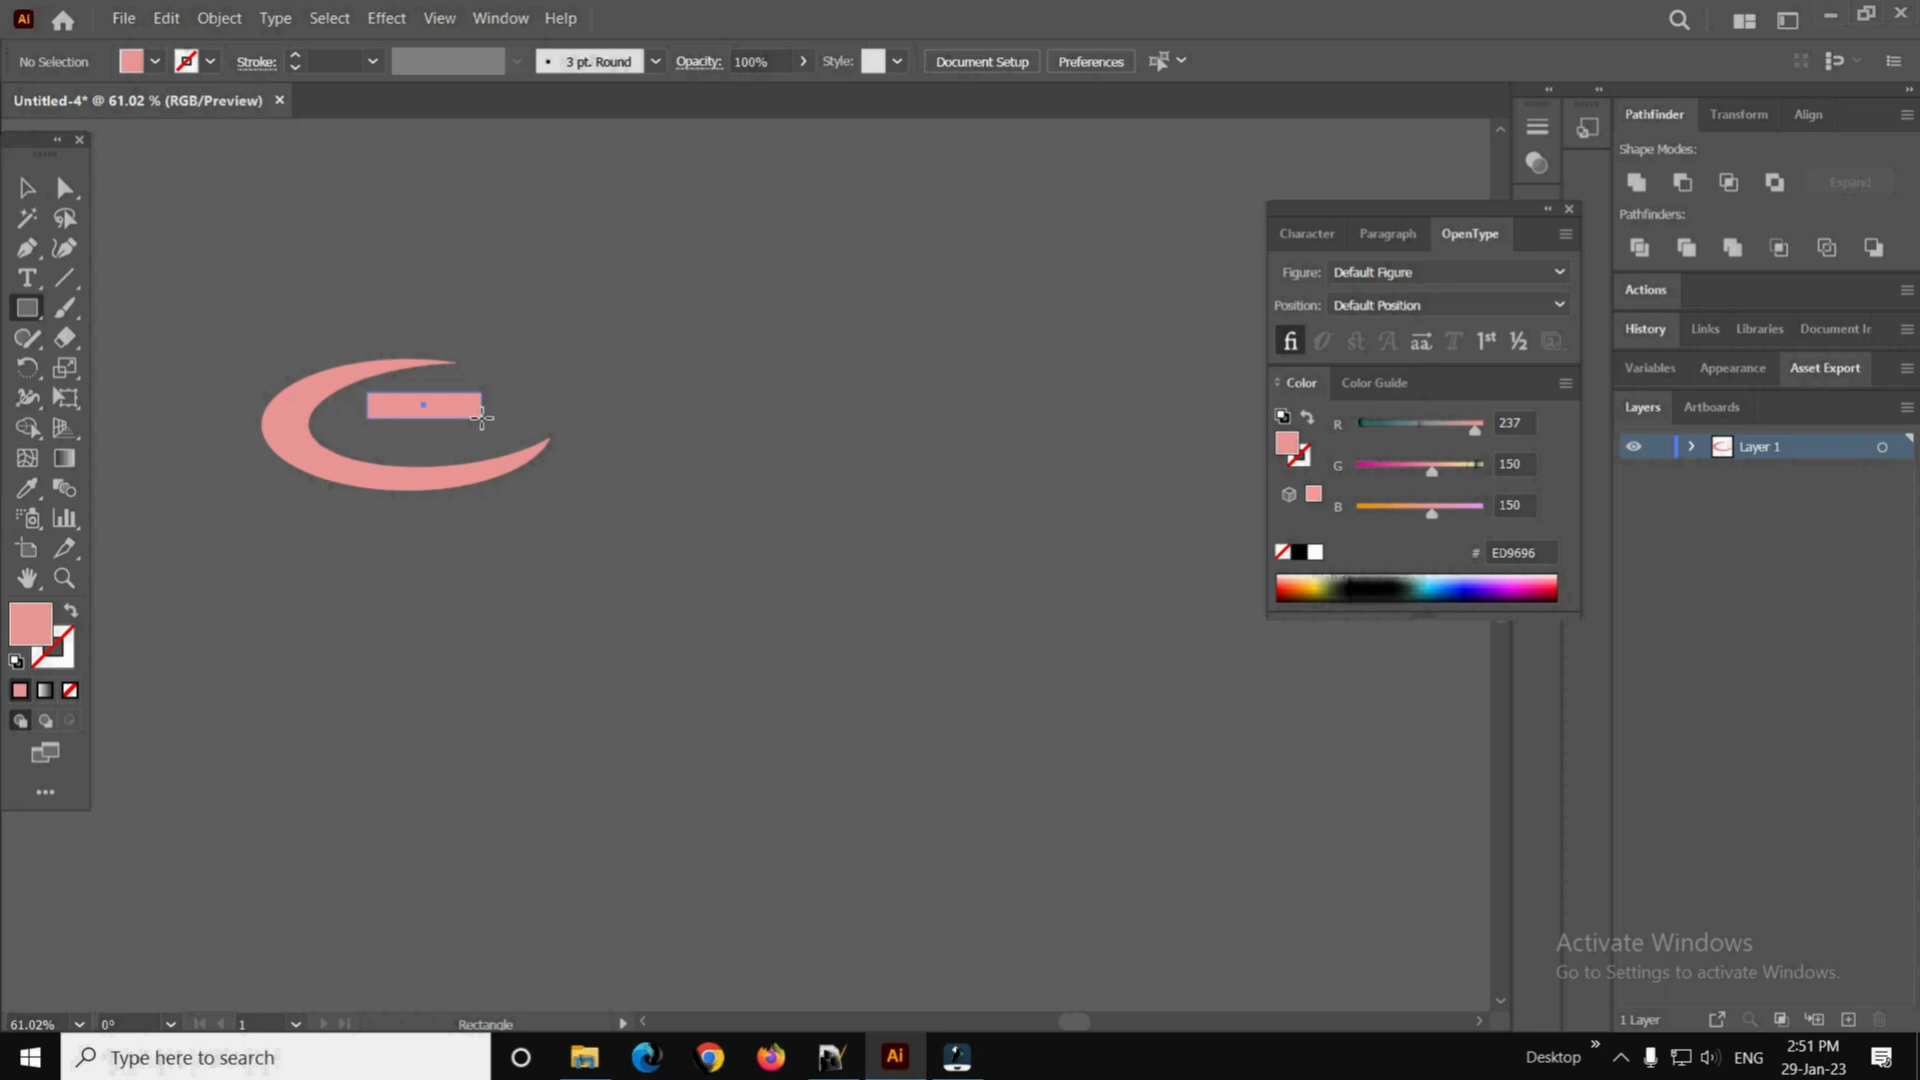 Ai File Edit Object Type Select Effect View Window Help
No Selection Stroke: 3 pt. Round Opacity: 100% Style: Document Setup Preferences
Untitled-4* @ 61.02 % (RGB/Preview)
Pathfinder Transform Align
Shape Modes:
Expand
Pathfinders:
Character Paragraph OpenType
Figure: Default Figure
Position: Default Position
Actions
History Links Libraries Document In
Variables Appearance Asset Export
Color Color Guide
R 237
G 150
B 150
# ED9696
Layers Artboards
Layer 1
Activate Windows
Go to Settings to activate Windows.
61.02% 0° 1 Rectangle
1 Layer
Type here to search
Ai
Desktop ENG 2:51 PM
29-Jan-23